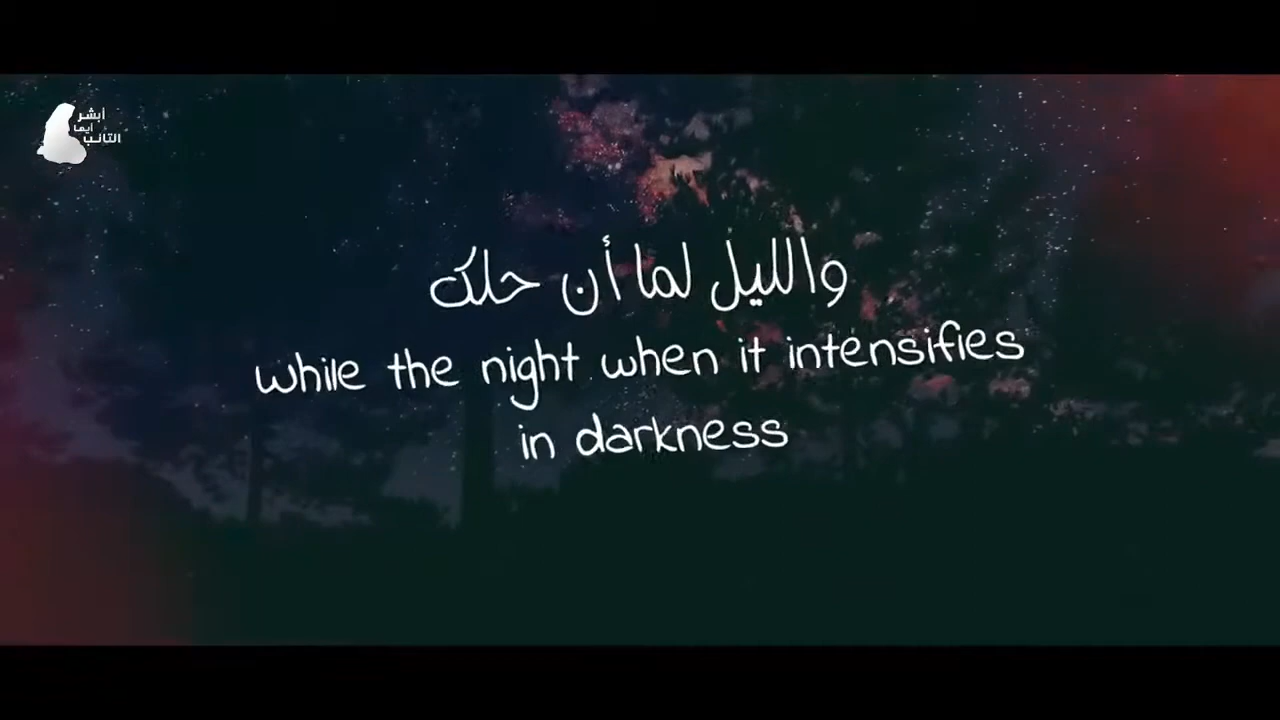 أبشر
أيها
التائب
والليل لما أن حلك
while the night when it intensifies
in darkness